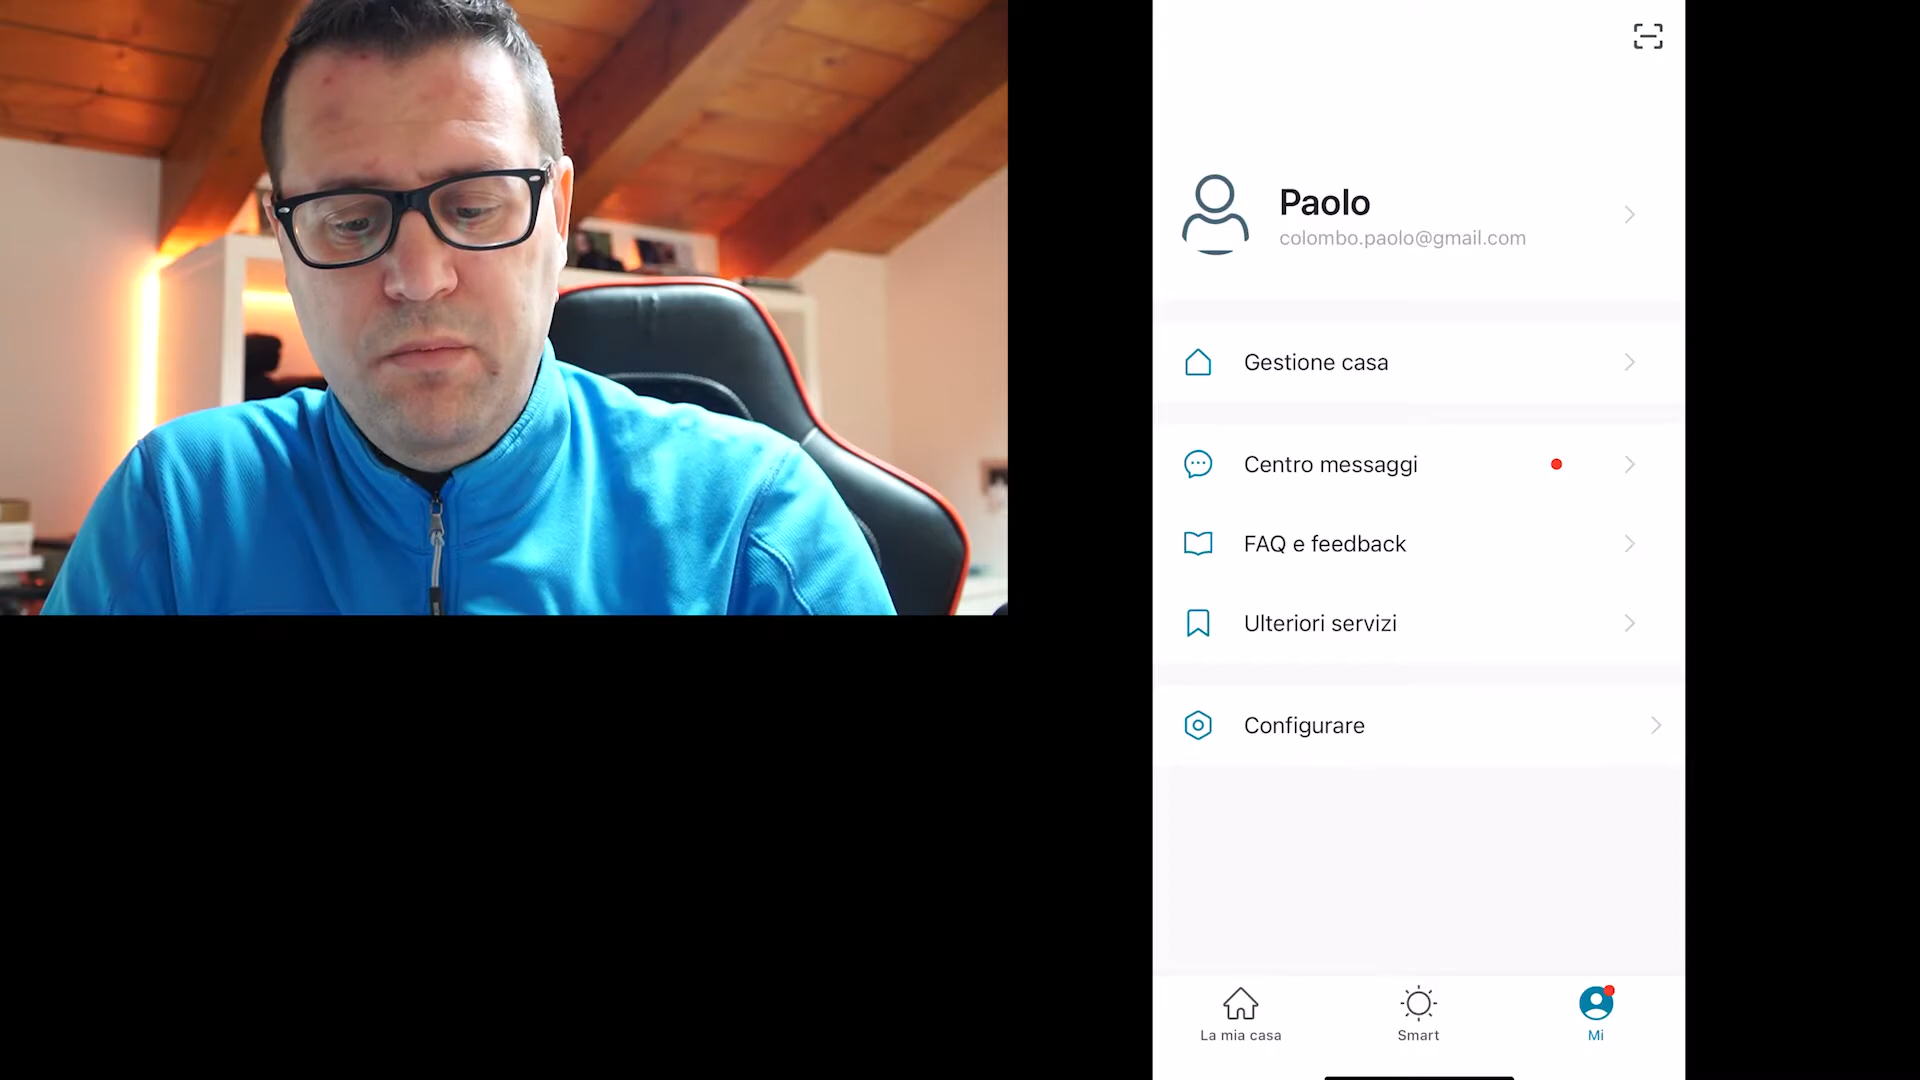 Paolo
colombo.paolo@gmail.com
Gestione casa
Centro messaggi
FAQ e feedback
Ulteriori servizi
Configurare
La mia casa
Smart
Mi